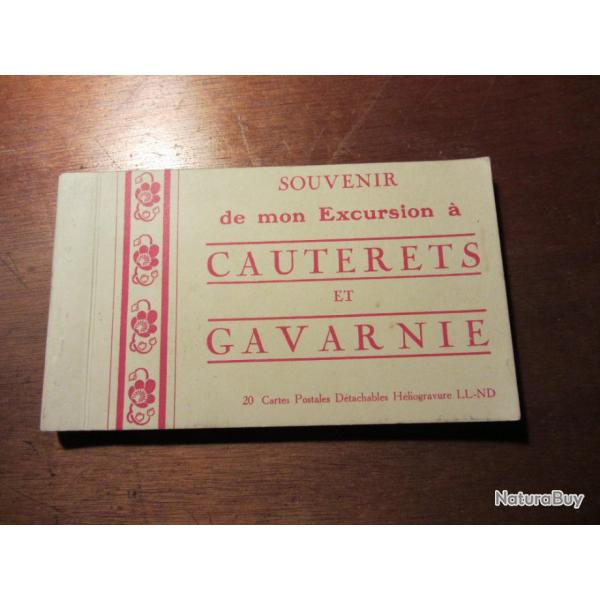 SOUVENIR
de mon Excursion à
CAUTERETS
ET
GAVARNIE
20 Cartes Postales Détachables Héliogravure LL-ND
NaturaBuy